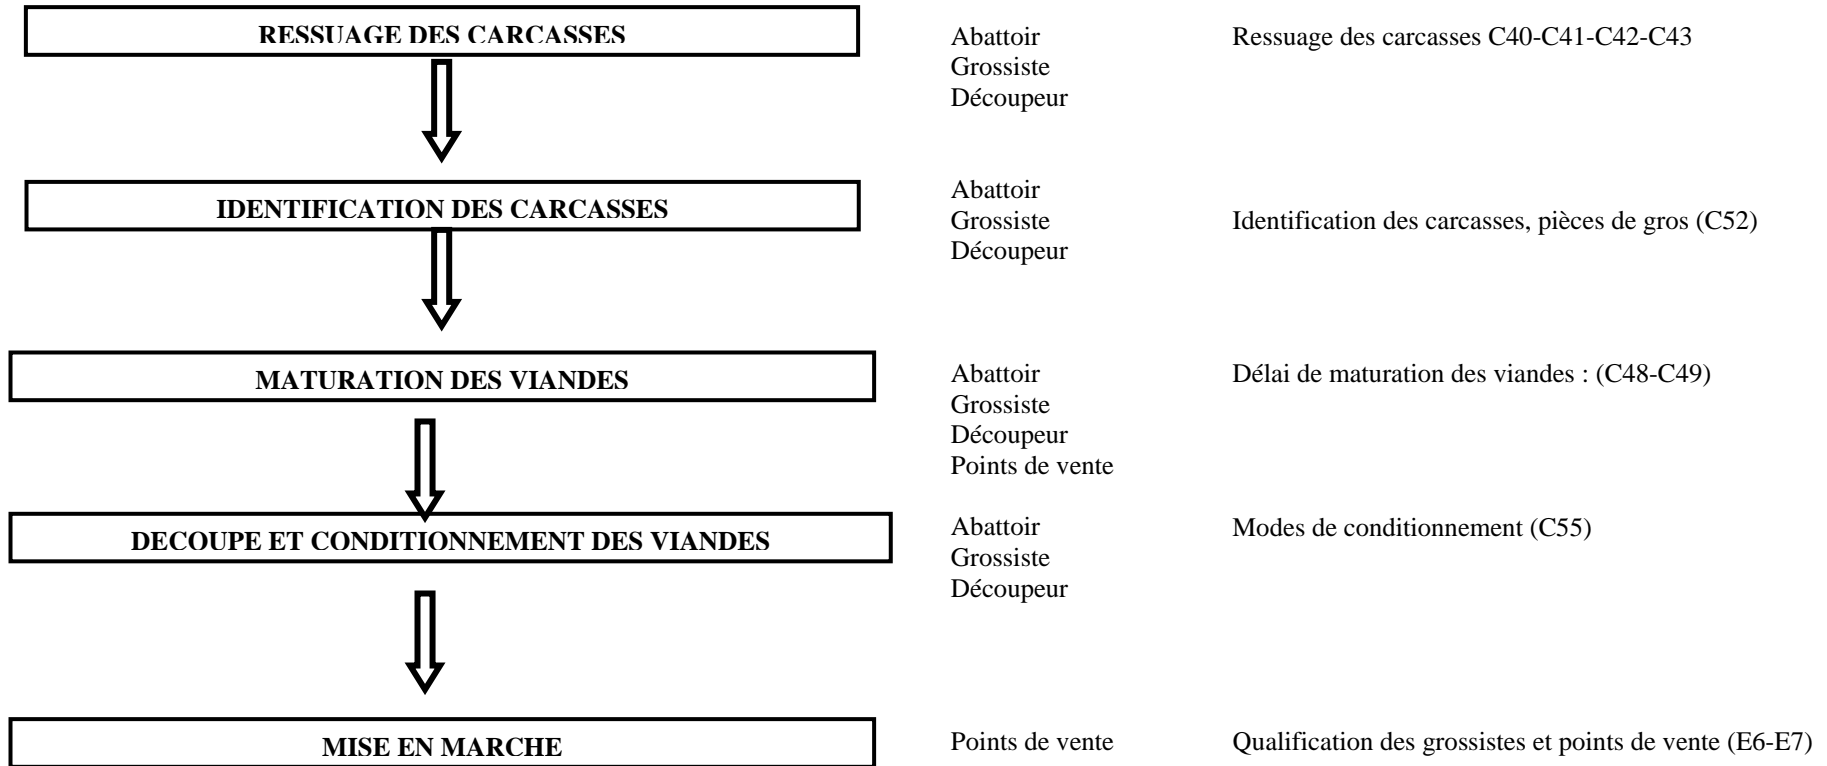 RESSUAGE DES CARCASSES
Abattoir
Grossiste
Découpeur
Ressuage des carcasses C40-C41-C42-C43
IDENTIFICATION DES CARCASSES
Abattoir
Grossiste
Découpeur
Identification des carcasses, pièces de gros (C52)
MATURATION DES VIANDES
Abattoir
Grossiste
Découpeur
Points de vente
Délai de maturation des viandes : (C48-C49)
DECOUPE ET CONDITIONNEMENT DES VIANDES
Abattoir
Grossiste
Découpeur
Modes de conditionnement (C55)
MISE EN MARCHE
Points de vente
Qualification des grossistes et points de vente (E6-E7)